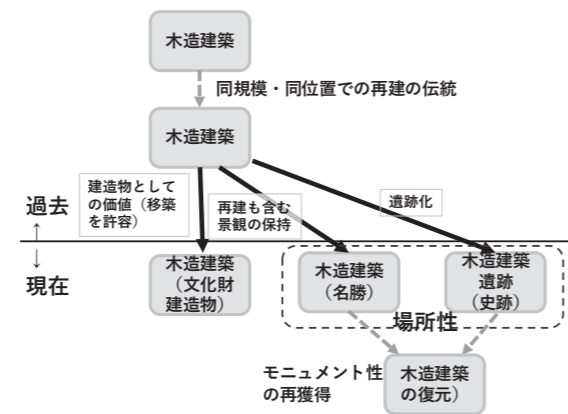 木造建築
同規模・同位置での再建の伝統
木造建築
建造物として
の価値（移築
を許容）
再建も含む
景観の保持
遺跡化
過去
↑
↓
現在
木造建築
（文化財
建造物）
木造建築
（名勝）
木造建築
遺跡
（史跡）
場所性
モニュメント性
の再獲得
木造建築
の復元）